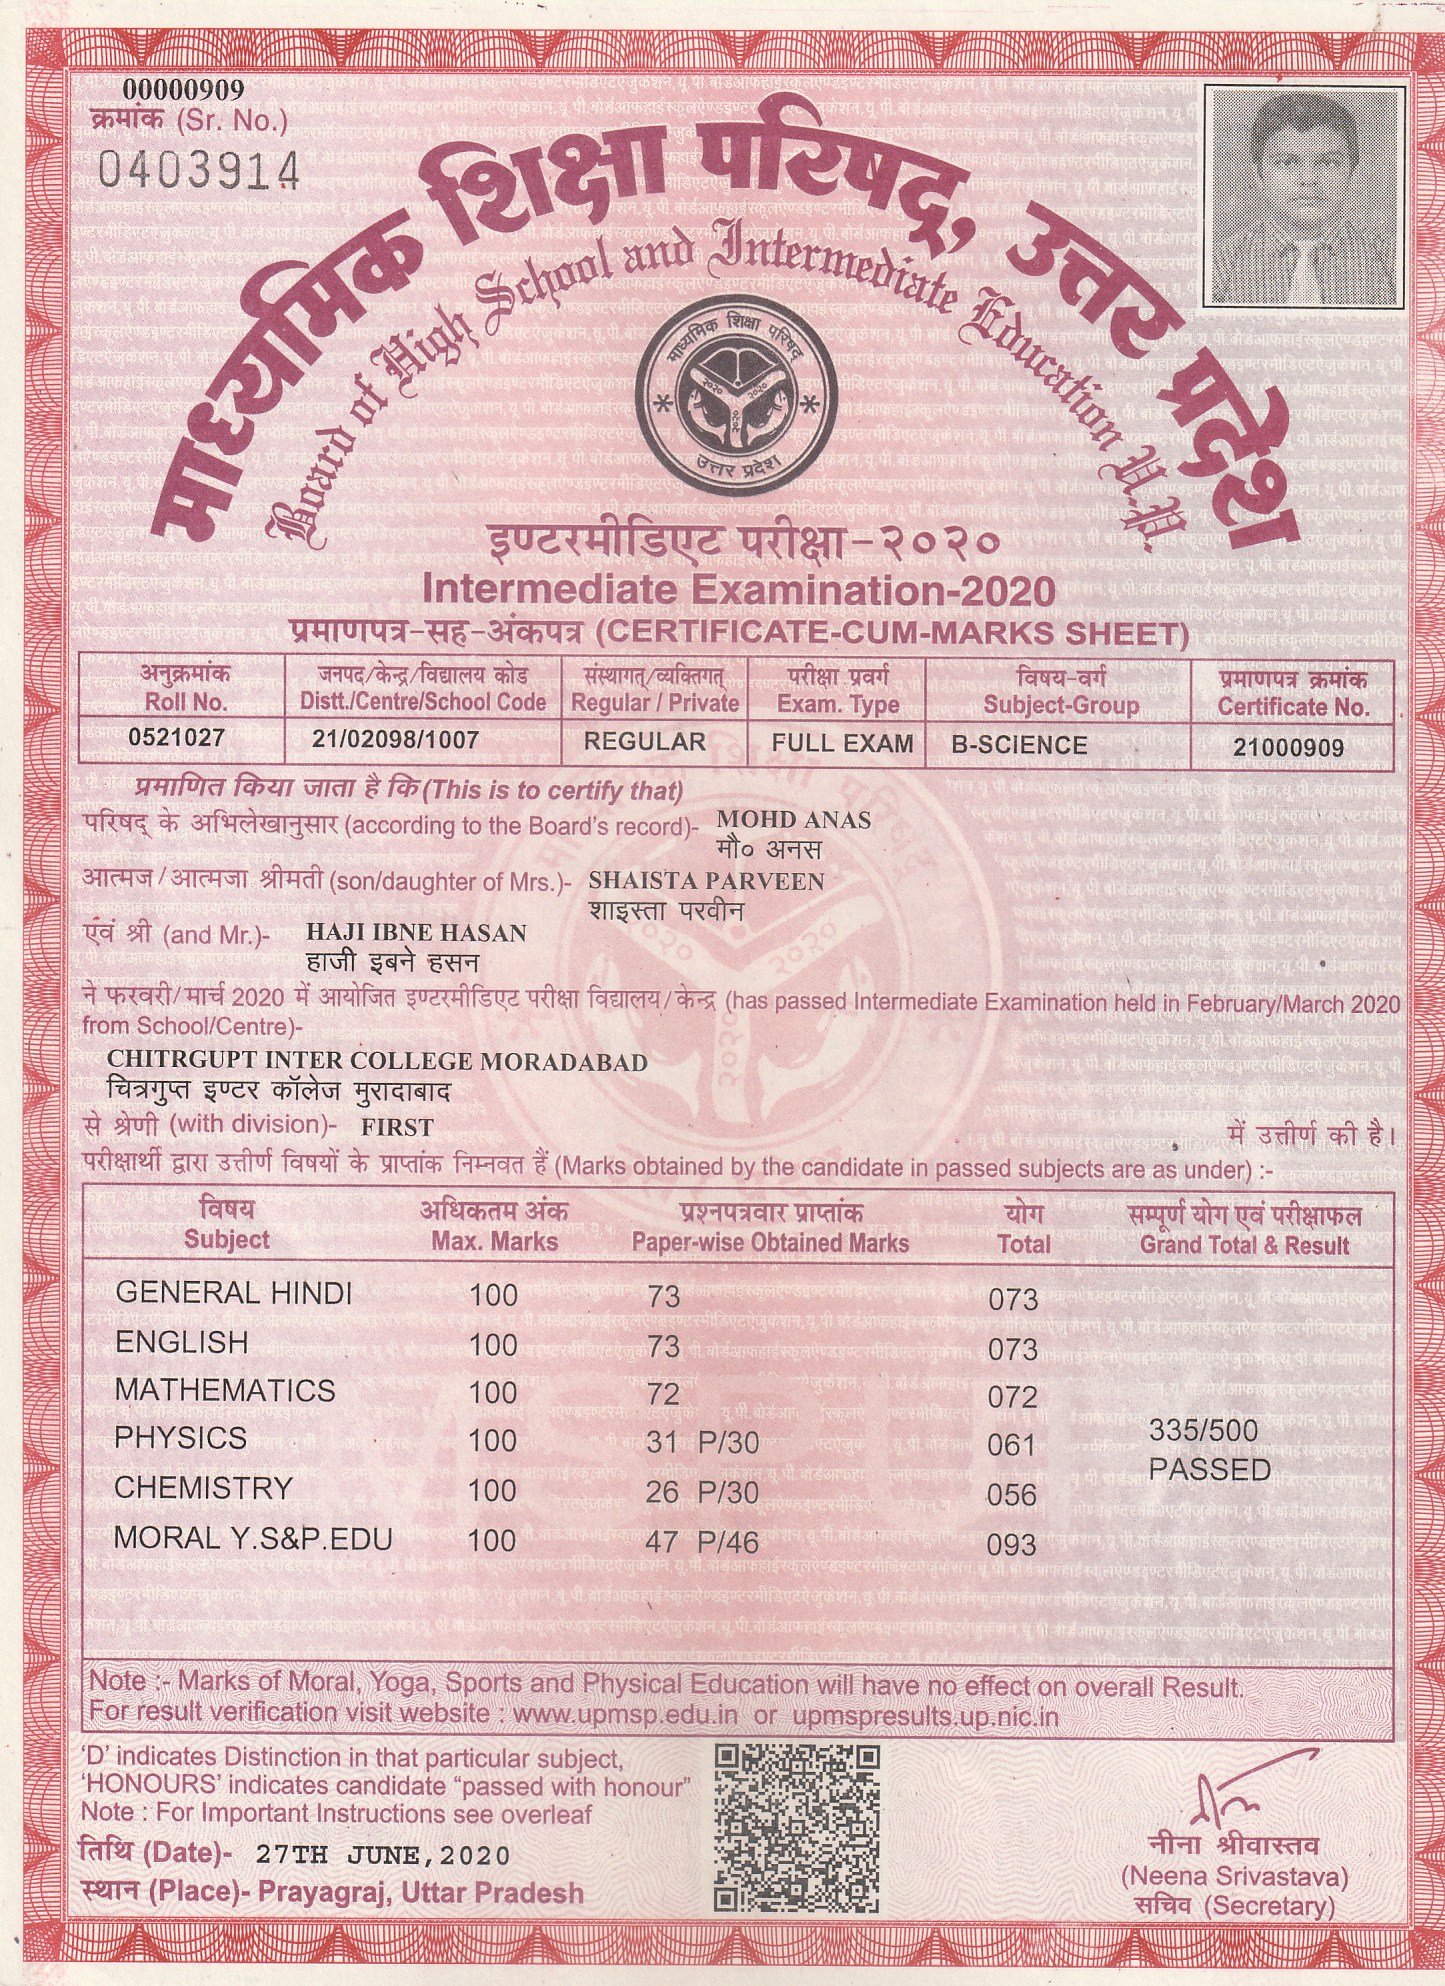 00000909
क्रमांक (Sr. No.)
0403914
माध्यमिक शिक्षा परिषद्, उत्तर प्रदेश
Board of High School and Intermediate Education U.P.
माध्यमिक शिक्षा परिषद्
२०२० २०२०
२०२०
उत्तर प्रदेश
इण्टरमीडिएट परीक्षा-२०२०
Intermediate Examination-2020
प्रमाणपत्र-सह-अंकपत्र (CERTIFICATE-CUM-MARKS SHEET)
अनुक्रमांक जनपद/केन्द्र/विद्यालय कोड संस्थागत्/व्यक्तिगत् परीक्षा प्रवर्ग विषय-वर्ग प्रमाणपत्र क्रमांक
Roll No. Distt./Centre/School Code Regular / Private Exam. Type Subject-Group Certificate No.
0521027 21/02098/1007 REGULAR FULL EXAM B-SCIENCE 21000909
प्रमाणित किया जाता है कि (This is to certify that)
परिषद् के अभिलेखानुसार (according to the Board's record)- MOHD ANAS
मौ० अनस
आत्मज/आत्मजा श्रीमती (son/daughter of Mrs.)- SHAISTA PARVEEN
शाइस्ता परवीन
एंव श्री (and Mr.)- HAJI IBNE HASAN
हाजी इबने हसन
ने फरवरी/मार्च 2020 में आयोजित इण्टरमीडिएट परीक्षा विद्यालय/केन्द्र (has passed Intermediate Examination held in February/March 2020
from School/Centre)-
CHITRGUPT INTER COLLEGE MORADABAD
चित्रगुप्त इण्टर कॉलेज मुरादाबाद
से श्रेणी (with division)- FIRST में उत्तीर्ण की है।
परीक्षार्थी द्वारा उत्तीर्ण विषयों के प्राप्तांक निम्नवत हैं (Marks obtained by the candidate in passed subjects are as under) :-
विषय अधिकतम अंक प्रश्नपत्रवार प्राप्तांक योग सम्पूर्ण योग एवं परीक्षाफल
Subject Max. Marks Paper-wise Obtained Marks Total Grand Total & Result
GENERAL HINDI 100 73 073
ENGLISH 100 73 073
MATHEMATICS 100 72 072
PHYSICS 100 31 P/30 061 335/500
PASSED
CHEMISTRY 100 26 P/30 056
MORAL Y.S&P.EDU 100 47 P/46 093
Note :- Marks of Moral, Yoga, Sports and Physical Education will have no effect on overall Result.
For result verification visit website : www.upmsp.edu.in or upmspresults.up.nic.in
'D' indicates Distinction in that particular subject,
'HONOURS' indicates candidate "passed with honour"
Note : For Important Instructions see overleaf
तिथि (Date)- 27TH JUNE,2020
स्थान (Place)- Prayagraj, Uttar Pradesh
नीना श्रीवास्तव
(Neena Srivastava)
सचिव (Secretary)